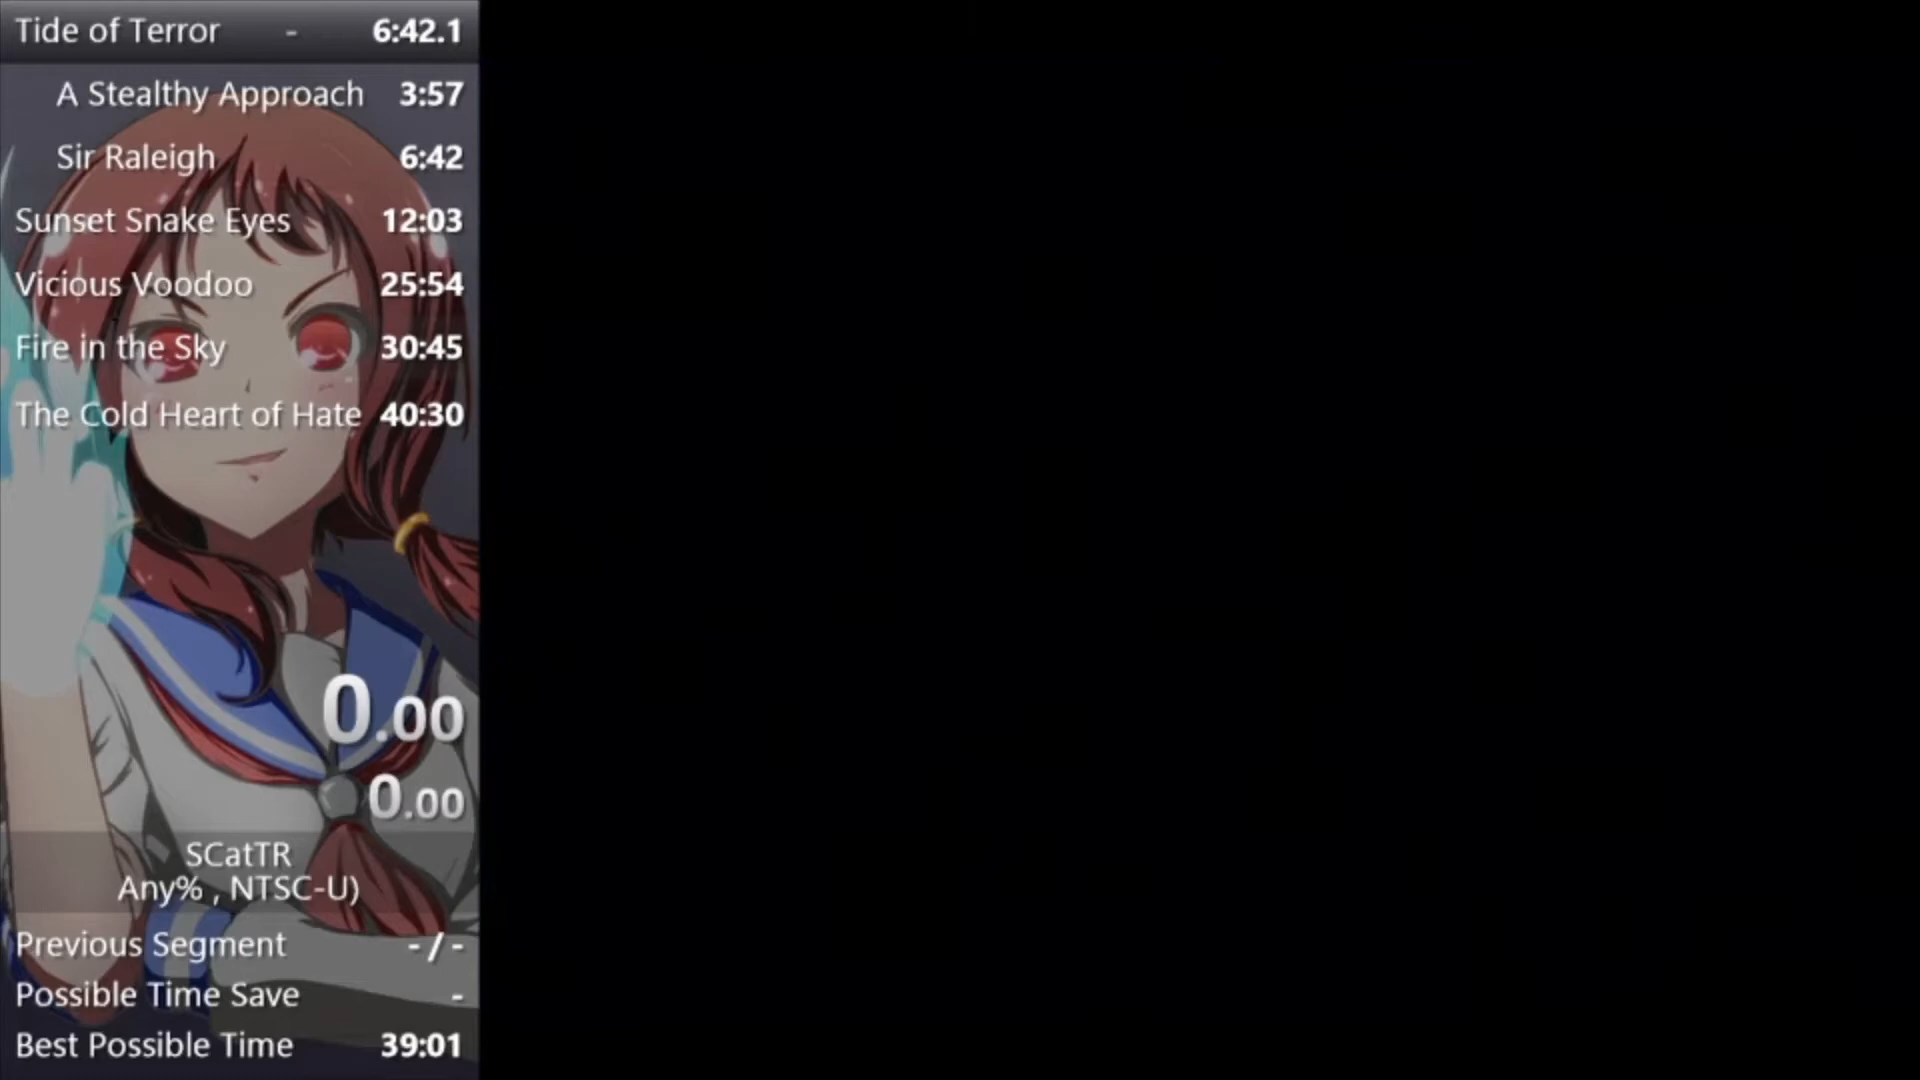 Tide of Terror - 6:42.1
A Stealthy Approach 3:57
Sir Raleigh 6:42
Sunset Snake Eyes 12:03
Vicious Voodoo 25:54
Fire in the Sky 30:45
The Cold Heart of Hate 40:30
0.00
0.00
SCatTR
Any% , NTSC-U)
Previous Segment - / -
Possible Time Save -
Best Possible Time 39:01